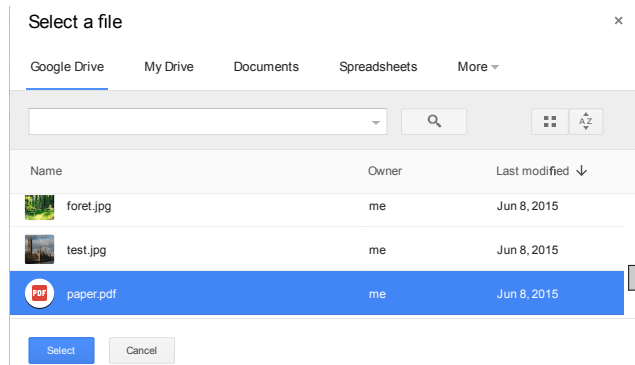 Select a file ×
Google Drive My Drive Documents Spreadsheets More
AZ
Name Owner Last modified
foret.jpg me Jun 8, 2015
test.jpg me Jun 8, 2015
PDF paper.pdf me Jun 8, 2015
Select Cancel